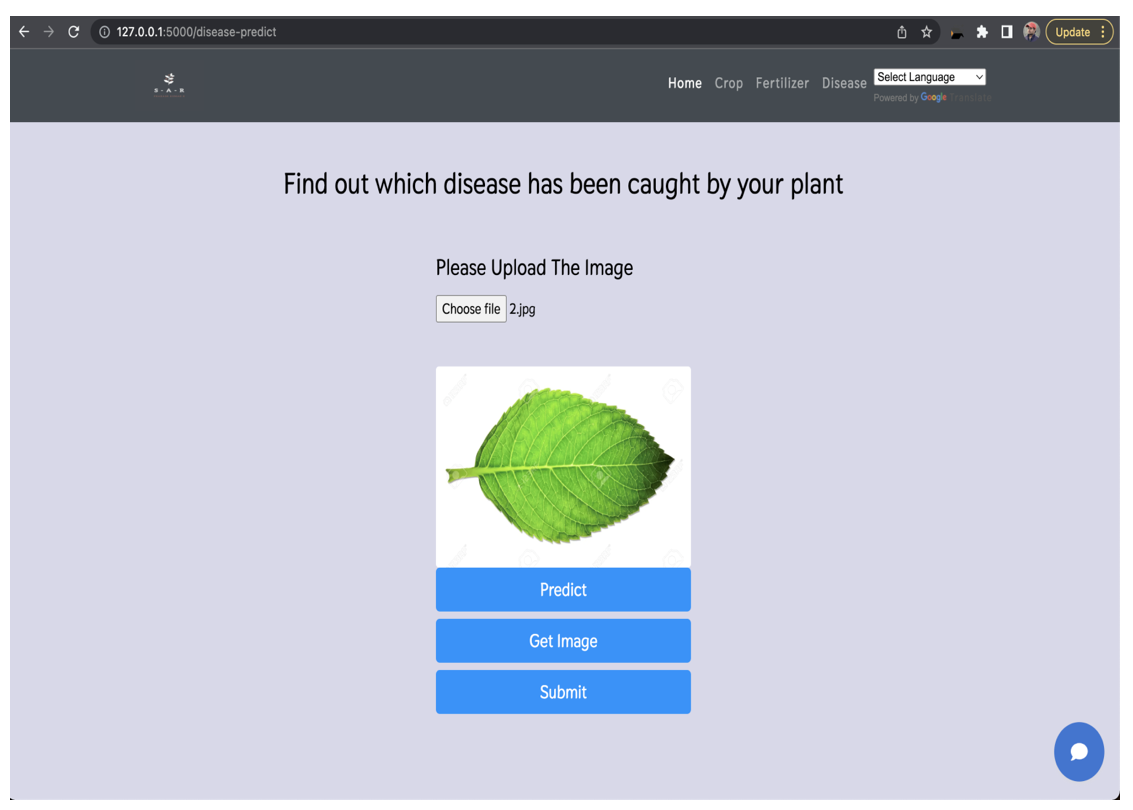 127.0.0.1:5000/disease-predict
Update
S - A - R
Home Crop Fertilizer Disease
Select Language
Powered by Google Translate
Find out which disease has been caught by your plant
Please Upload The Image
Choose file 2.jpg
Predict
Get Image
Submit